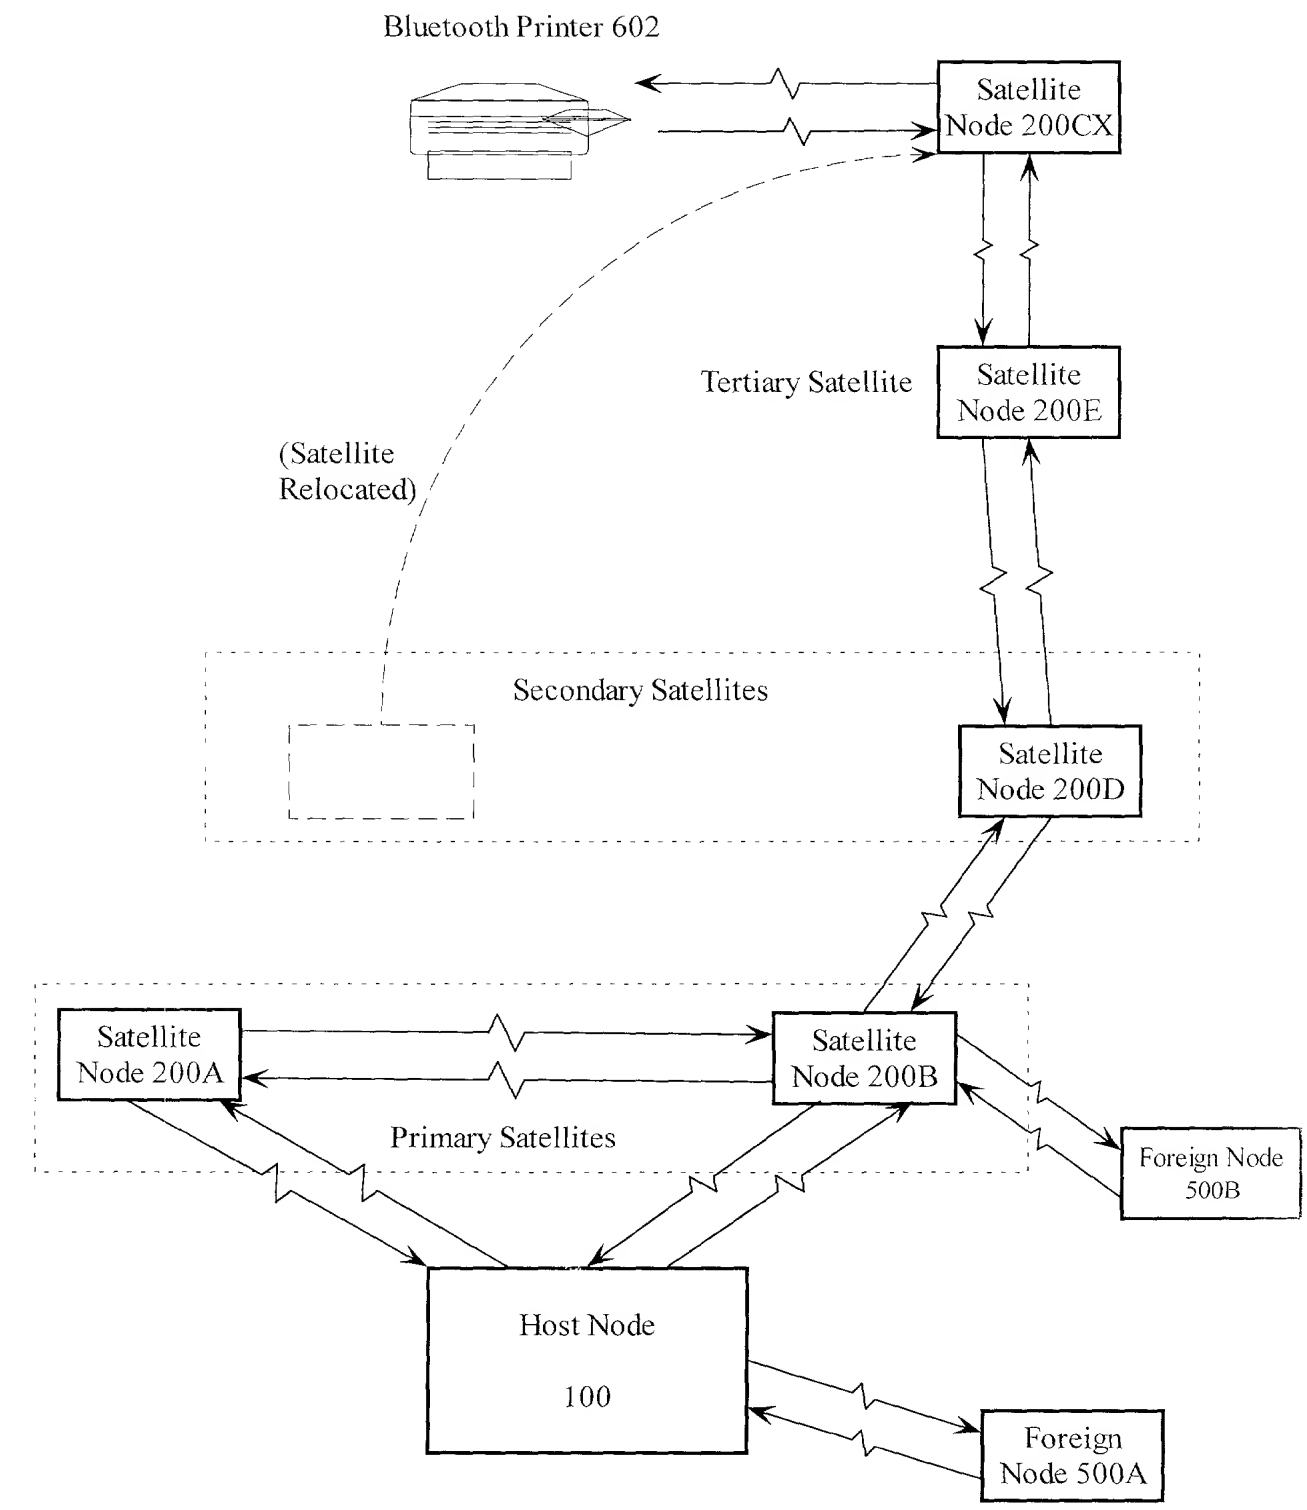 Bluetooth Printer 602
Satellite
Node 200CX
Tertiary Satellite
Satellite
Node 200E
(Satellite
Relocated)
Secondary Satellites
Satellite
Node 200D
Satellite
Node 200A
Satellite
Node 200B
Primary Satellites
Foreign Node
500B
Host Node
100
Foreign
Node 500A